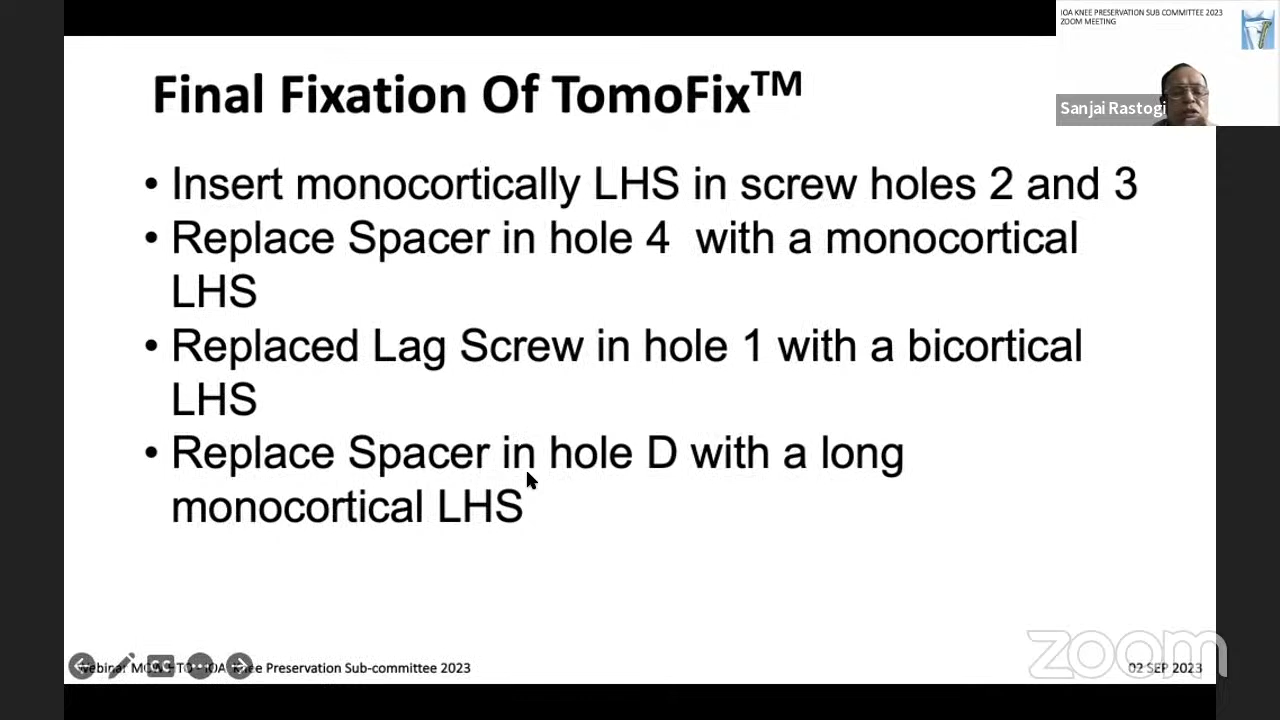 IOA KNEE PRESERVATION SUB COMMITTEE 2023
ZOOM MEETING
Sanjai Rastogi
Final Fixation Of TomoFix™
• Insert monocortically LHS in screw holes 2 and 3
• Replace Spacer in hole 4 with a monocortical
LHS
• Replaced Lag Screw in hole 1 with a bicortical
LHS
• Replace Spacer in hole D with a long
monocortical LHS
Webinar HTO IOA Knee Preservation Sub-committee 2023
02 SEP 2023
zoom